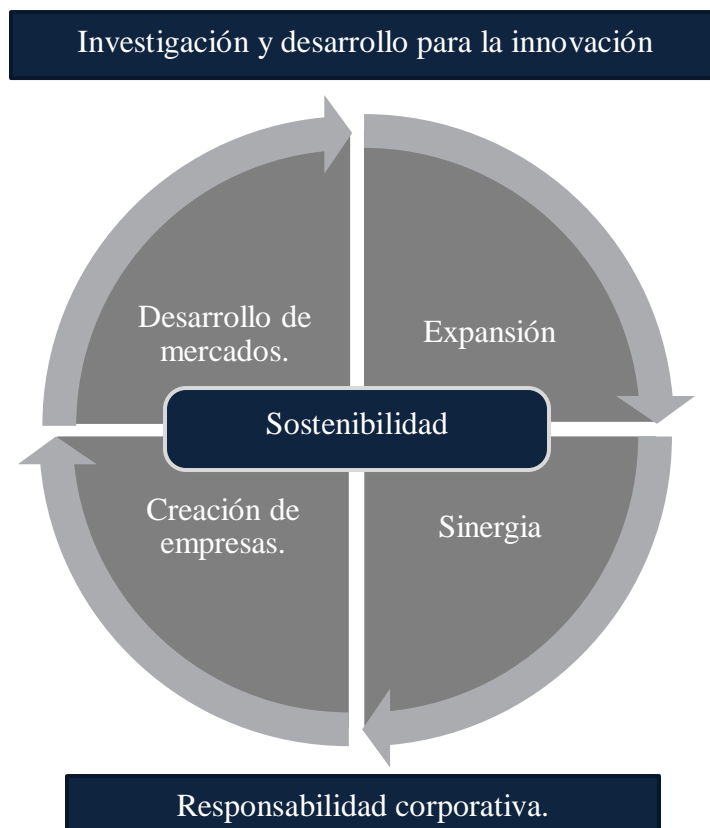 Investigación y desarrollo para la innovación
Desarrollo de
mercados.
Expansión
Sostenibilidad
Creación de
empresas.
Sinergia
Responsabilidad corporativa.